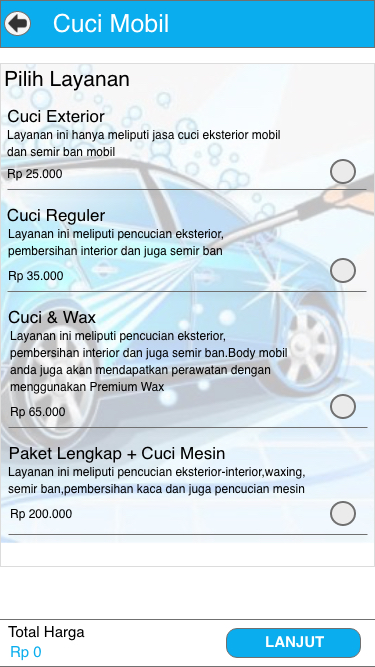 Cuci Mobil
Pilih Layanan
Cuci Exterior
Layanan ini hanya meliputi jasa cuci eksterior mobil
dan semir ban mobil
Rp 25.000
Cuci Reguler
Layanan ini meliputi pencucian eksterior,
pembersihan interior dan juga semir ban
Rp 35.000
Cuci & Wax
Layanan ini meliputi pencucian eksterior,
pembersihan interior dan juga semir ban.Body mobil
anda juga akan mendapatkan perawatan dengan
menggunakan Premium Wax
Rp 65.000
Paket Lengkap + Cuci Mesin
Layanan ini meliputi pencucian eksterior-interior,waxing,
semir ban,pembersihan kaca dan juga pencucian mesin
Rp 200.000
Total Harga
Rp 0
LANJUT